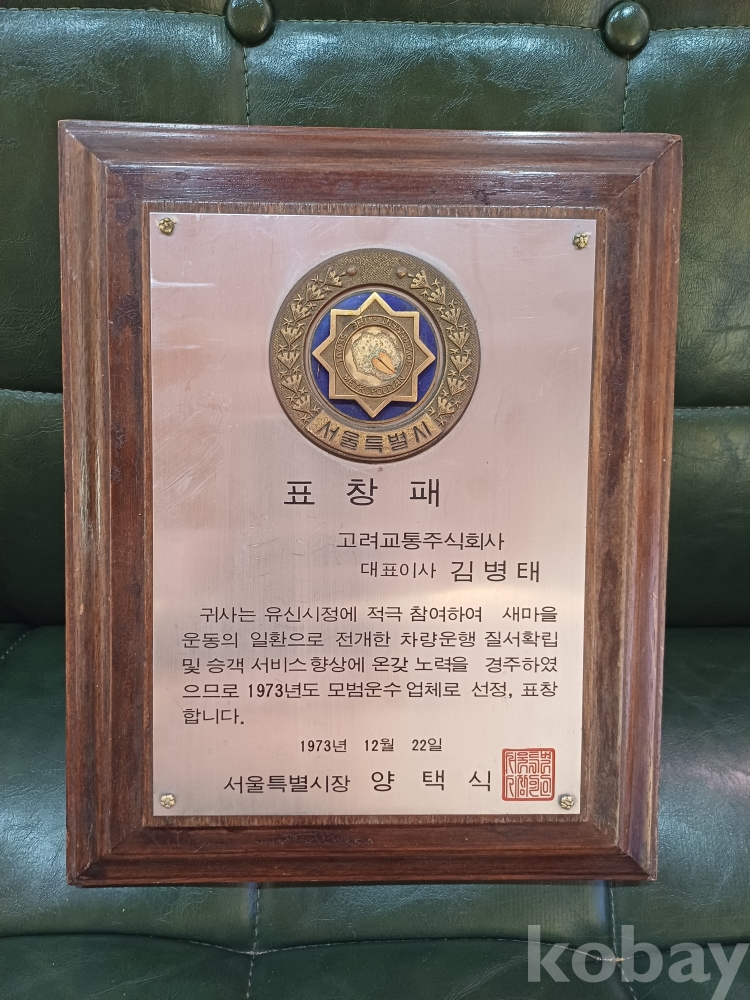 서울특별시
표 창 패
고려교통주식회사
대표이사 김병태
귀사는 유신시정에 적극 참여하여 새마을
운동의 일환으로 전개한 차량운행 질서확립
및 승객 서비스 향상에 온갖 노력을 경주하였
으므로 1973년도 모범운수 업체로 선정, 표창
합니다.
1973년 12월 22일
서울특별시장 양 택 식
kobay